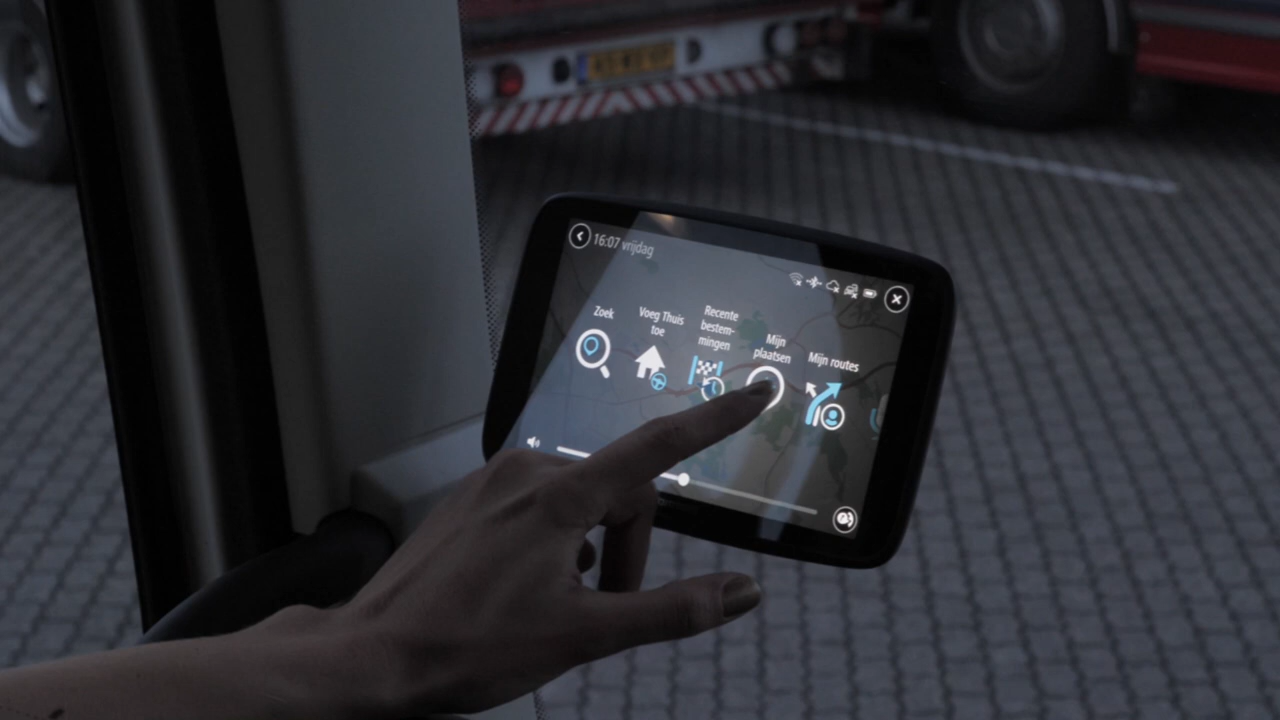 16:07 vrijdag
Zoek
Voeg Thuis
toe
Recente
bestem-
mingen
Mijn
plaatsen
Mijn routes